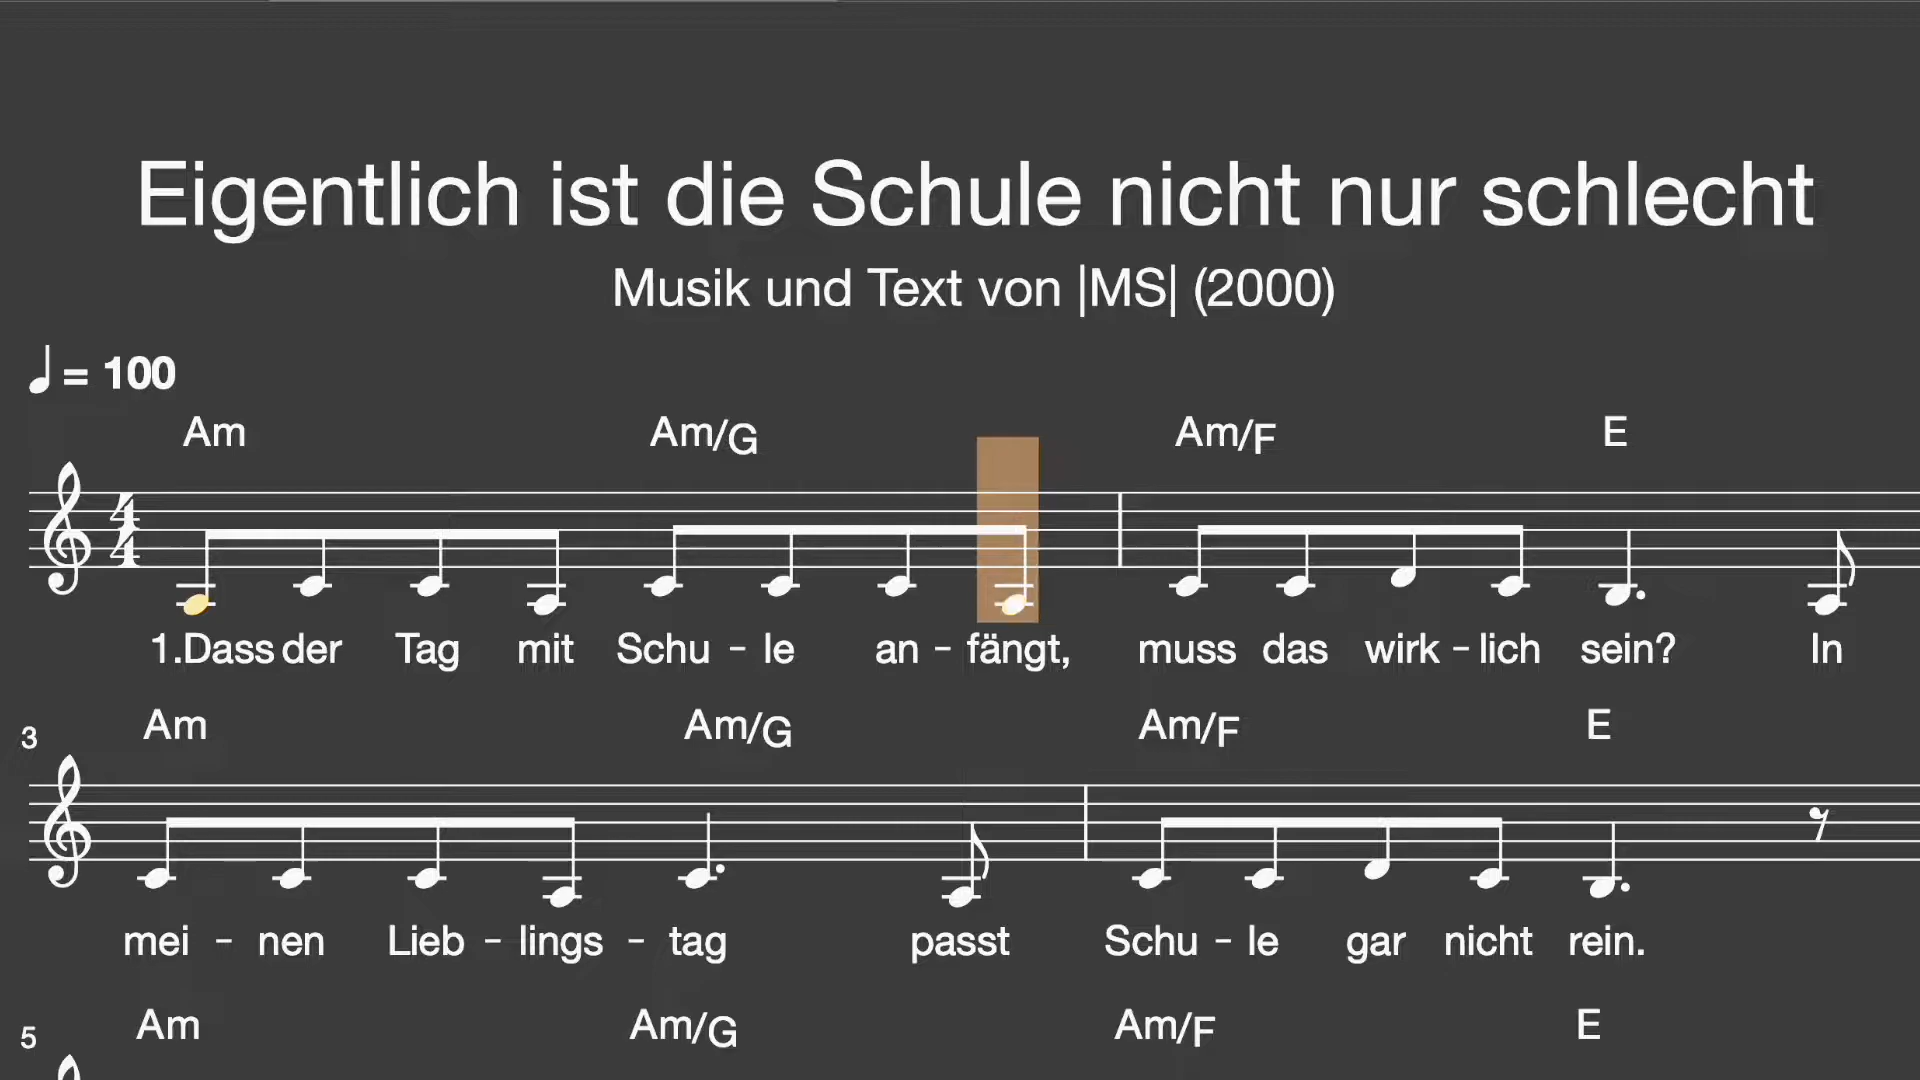 Eigentlich ist die Schule nicht nur schlecht
Musik und Text von |MS| (2000)
= 100
Am Am/G Am/F E
4
4
1.Dass der Tag mit Schu - le an - fängt, muss das wirk - lich sein? In
3 Am Am/G Am/F E
mei - nen Lieb - lings - tag passt Schu - le gar nicht rein.
5 Am Am/G Am/F E